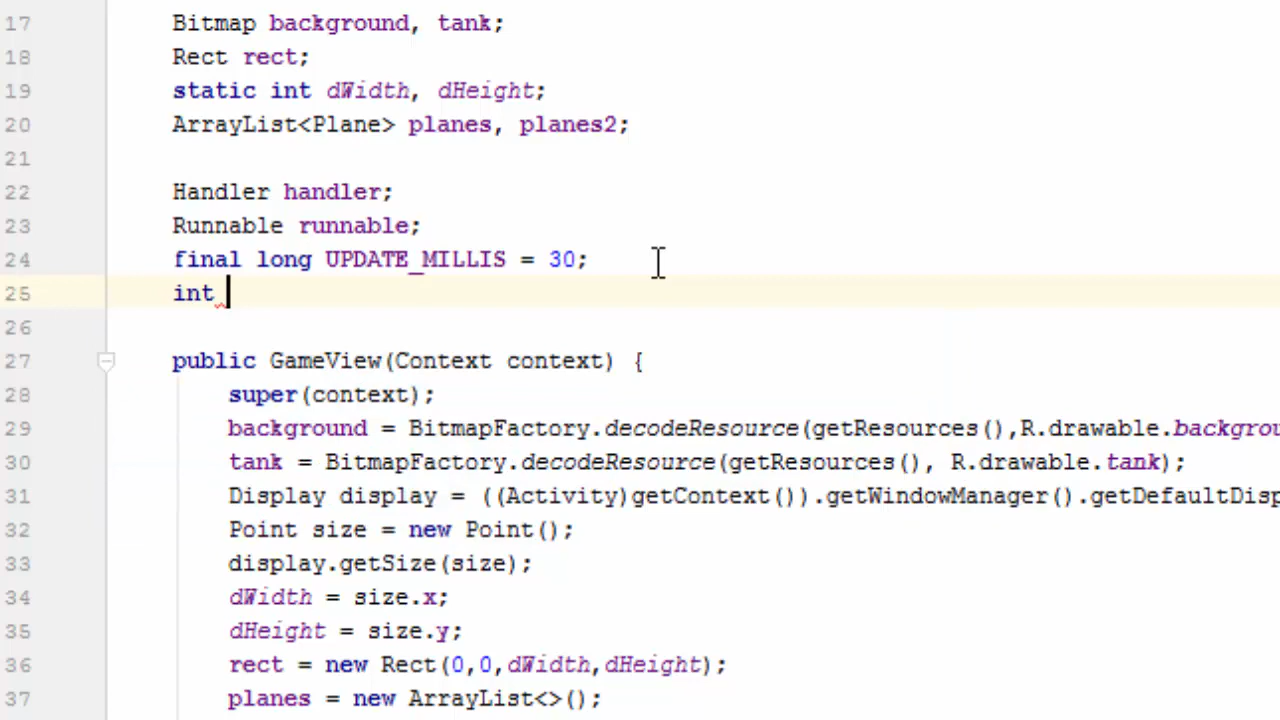 17 Bitmap background, tank;
18 Rect rect;
19 static int dWidth, dHeight;
20 ArrayList<Plane> planes, planes2;
21
22 Handler handler;
23 Runnable runnable;
24 final long UPDATE_MILLIS = 30;
25 int
26
27 public GameView(Context context) {
28 super(context);
29 background = BitmapFactory.decodeResource(getResources(),R.drawable.backgrou
30 tank = BitmapFactory.decodeResource(getResources(), R.drawable.tank);
31 Display display = ((Activity)getContext()).getWindowManager().getDefaultDisp
32 Point size = new Point();
33 display.getSize(size);
34 dWidth = size.x;
35 dHeight = size.y;
36 rect = new Rect(0,0,dWidth,dHeight);
37 planes = new ArrayList<>();